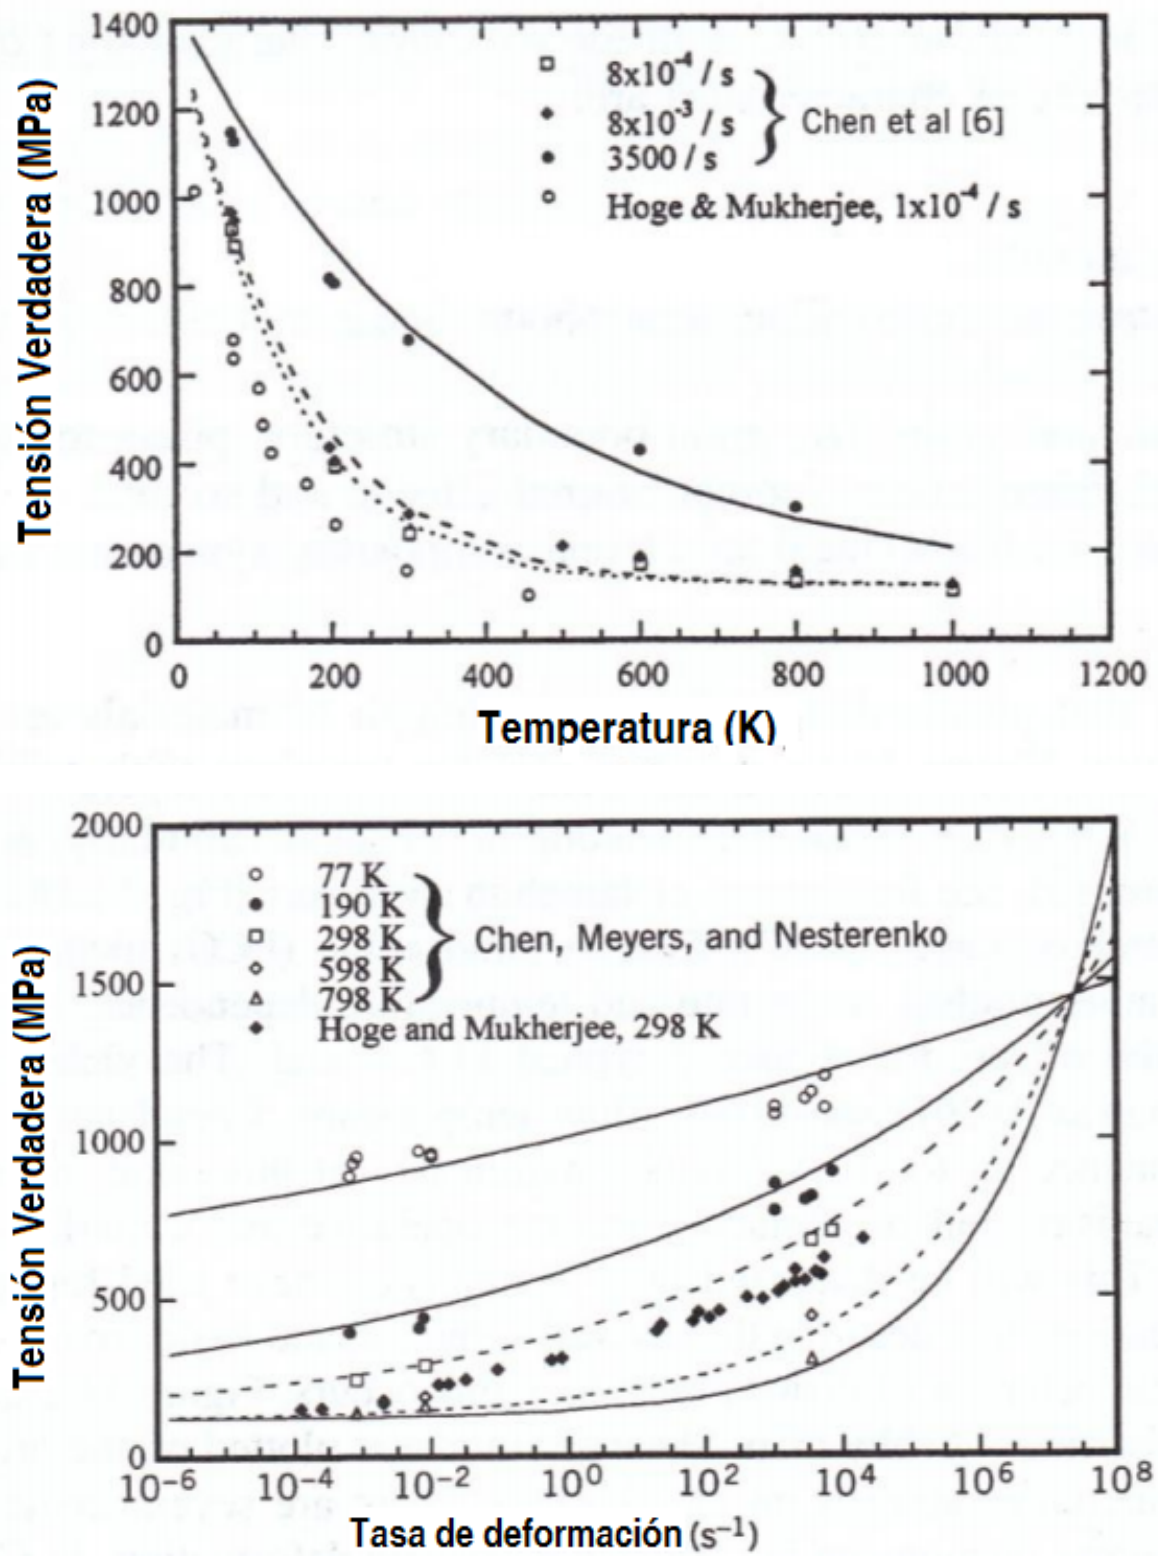 1400
1200
1000
800
600
400
200
0
Tensión Verdadera (MPa)
8x10⁻⁴ / s
8x10⁻³ / s
3500 / s
Chen et al [6]
Hoge & Mukherjee, 1x10⁻⁴ / s
0 200 400 600 800 1000 1200
Temperatura (K)
2000
1500
1000
500
0
Tensión Verdadera (MPa)
77 K
190 K
298 K
598 K
798 K
Chen, Meyers, and Nesterenko
Hoge and Mukherjee, 298 K
10⁻⁶ 10⁻⁴ 10⁻² 10⁰ 10² 10⁴ 10⁶ 10⁸
Tasa de deformación (s⁻¹)